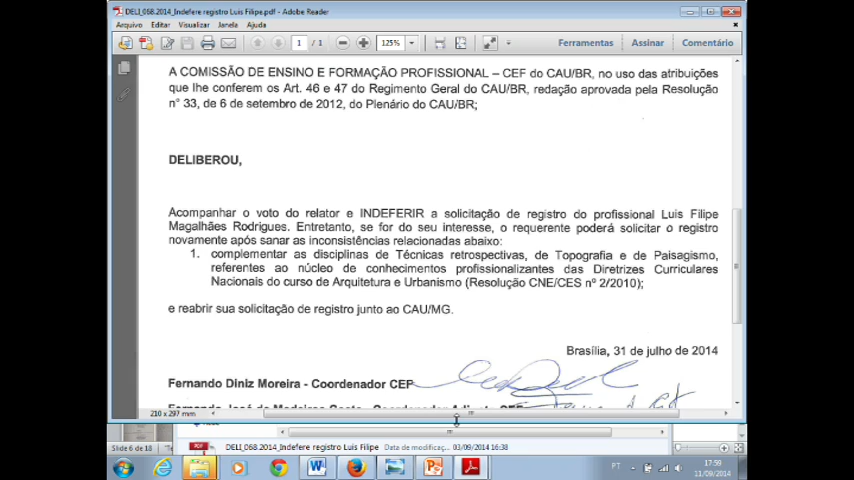 DELI_068.2014_Indefere registro Luis Filipe.pdf - Adobe Reader
Arquivo Editar Visualizar Janela Ajuda
1 / 1 125% Ferramentas Assinar Comentário
A COMISSÃO DE ENSINO E FORMAÇÃO PROFISSIONAL – CEF do CAU/BR, no uso das atribuições
que lhe conferem os Art. 46 e 47 do Regimento Geral do CAU/BR, redação aprovada pela Resolução
n° 33, de 6 de setembro de 2012, do Plenário do CAU/BR;
DELIBEROU,
Acompanhar o voto do relator e INDEFERIR a solicitação de registro do profissional Luis Filipe
Magalhães Rodrigues. Entretanto, se for do seu interesse, o requerente poderá solicitar o registro
novamente após sanar as inconsistências relacionadas abaixo:
1. complementar as disciplinas de Técnicas retrospectivas, de Topografia e de Paisagismo,
referentes ao núcleo de conhecimentos profissionalizantes das Diretrizes Curriculares
Nacionais do curso de Arquitetura e Urbanismo (Resolução CNE/CES nº 2/2010);
e reabrir sua solicitação de registro junto ao CAU/MG.
Brasília, 31 de julho de 2014
Fernando Diniz Moreira - Coordenador CEP
210 x 297 mm
Slide 6 de 18
DELI_068.2014_Indefere registro Luis Filipe Data de modificaç... 03/09/2014 16:38
PT 17:59
11/09/2014